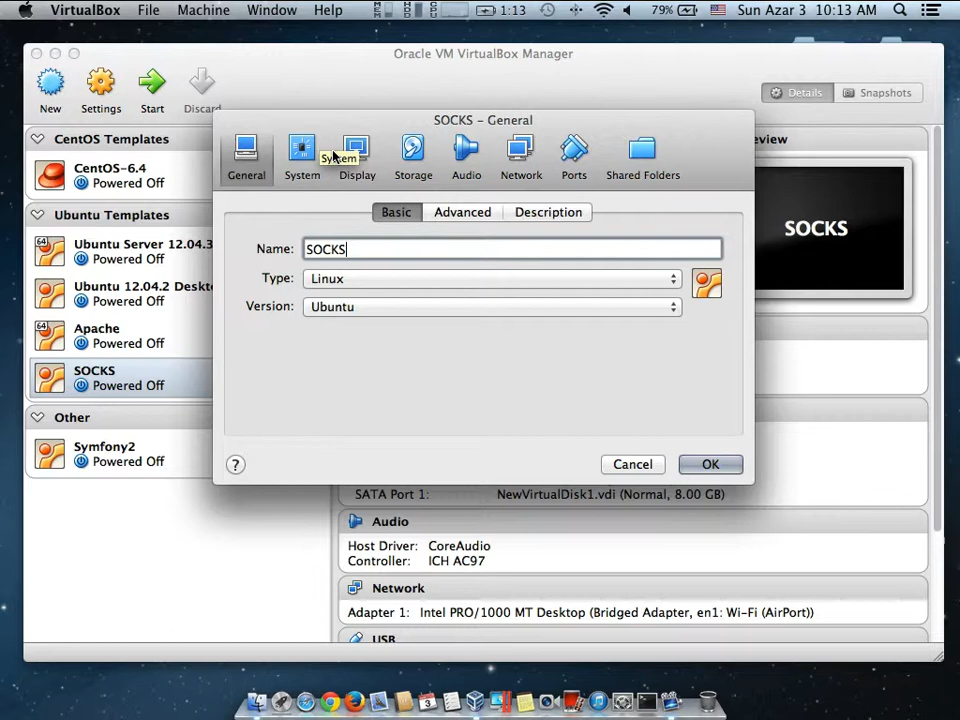 VirtualBox File Machine Window Help 1:13 79% Sun Azar 3 10:13 AM
Oracle VM VirtualBox Manager
New Settings Start Discard
Details Snapshots
CentOS Templates
CentOS-6.4
Powered Off
Ubuntu Templates
64
Ubuntu Server 12.04.3
Powered Off
Ubuntu 12.04.2 Deskto
Powered Off
64
Apache
Powered Off
SOCKS
Powered Off
Other
Symfony2
Powered Off
SOCKS - General
General System Display Storage Audio Network Ports Shared Folders
System
Basic Advanced Description
Name: SOCKS
Type: Linux
Version: Ubuntu
? Cancel OK
review
SOCKS
SATA Port 1: NewVirtualDisk1.vdi (Normal, 8.00 GB)
Audio
Host Driver: CoreAudio
Controller: ICH AC97
Network
Adapter 1: Intel PRO/1000 MT Desktop (Bridged Adapter, en1: Wi-Fi (AirPort))
USB
3